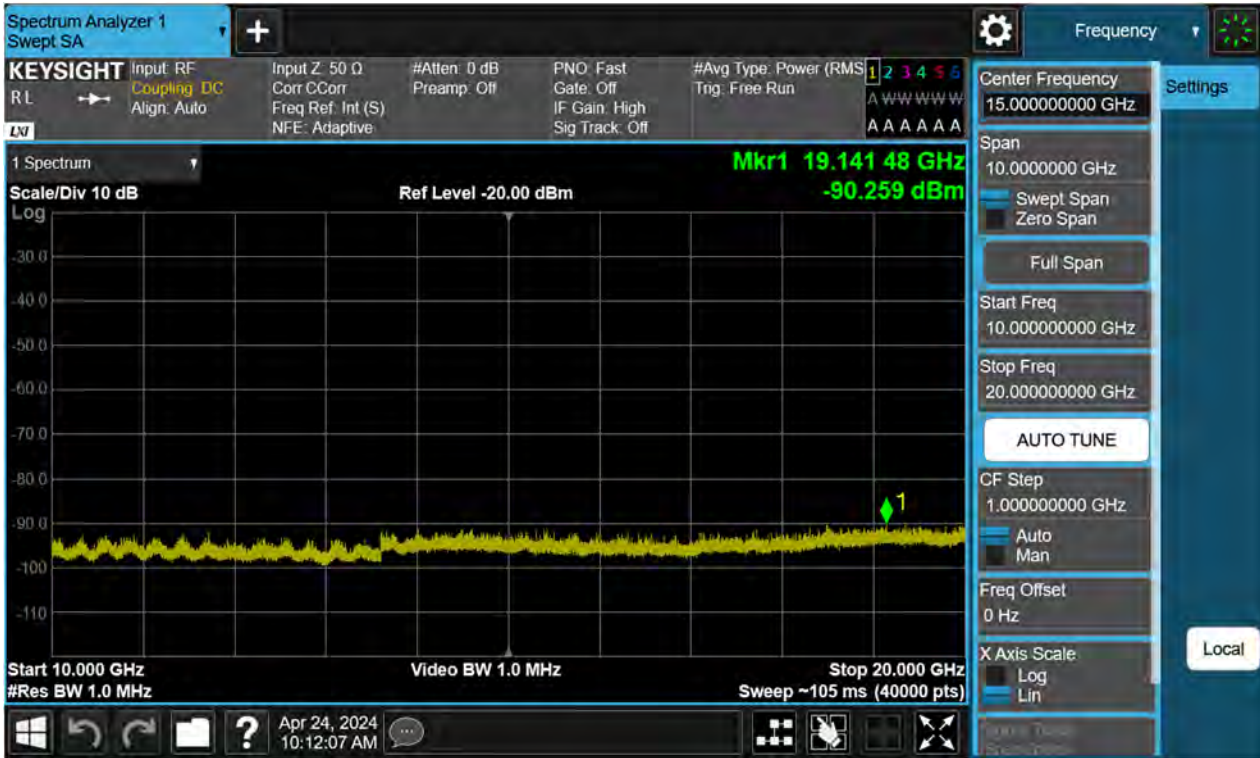 Spectrum Analyzer 1
Swept SA
+
Frequency
KEYSIGHT
R L
LXI
Input: RF
Coupling: DC
Align: Auto
Input Z: 50 Ω
Corr CCorr
Freq Ref: Int (S)
NFE: Adaptive
#Atten: 0 dB
Preamp: Off
PNO: Fast
Gate: Off
IF Gain: High
Sig Track: Off
#Avg Type: Power (RMS
Trig: Free Run
1 2 3 4 5 6
A W W W W W
A A A A A A
1 Spectrum
Scale/Div 10 dB
Log
Ref Level -20.00 dBm
Mkr1 19.141 48 GHz
-90.259 dBm
-30.0
-40.0
-50.0
-60.0
-70.0
-80.0
-90.0
-100
-110
1
Start 10.000 GHz
#Res BW 1.0 MHz
Video BW 1.0 MHz
Stop 20.000 GHz
Sweep ~105 ms (40000 pts)
Center Frequency
15.000000000 GHz
Span
10.0000000 GHz
Swept Span
Zero Span
Full Span
Start Freq
10.000000000 GHz
Stop Freq
20.000000000 GHz
AUTO TUNE
CF Step
1.000000000 GHz
Auto
Man
Freq Offset
0 Hz
X Axis Scale
Log
Lin
Settings
Local
?
Apr 24, 2024
10:12:07 AM